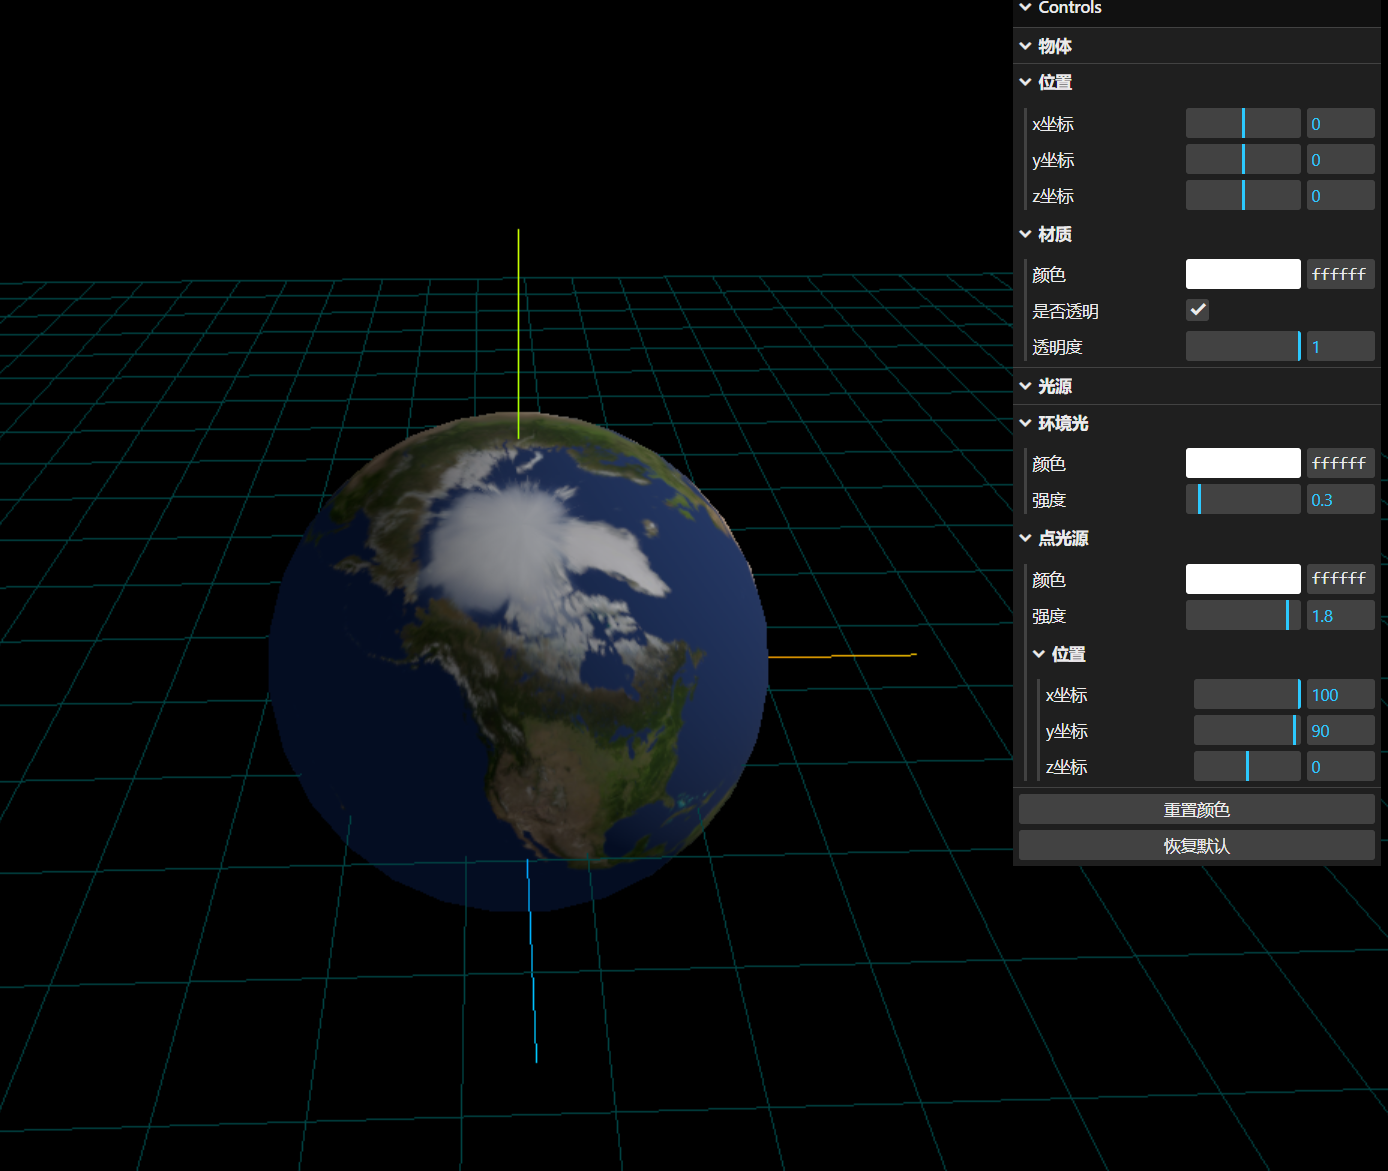 Controls
物体
位置
x坐标 0
y坐标 0
z坐标 0
材质
颜色 ffffff
是否透明
透明度 1
光源
环境光
颜色 ffffff
强度 0.3
点光源
颜色 ffffff
强度 1.8
位置
x坐标 100
y坐标 90
z坐标 0
重置颜色
恢复默认